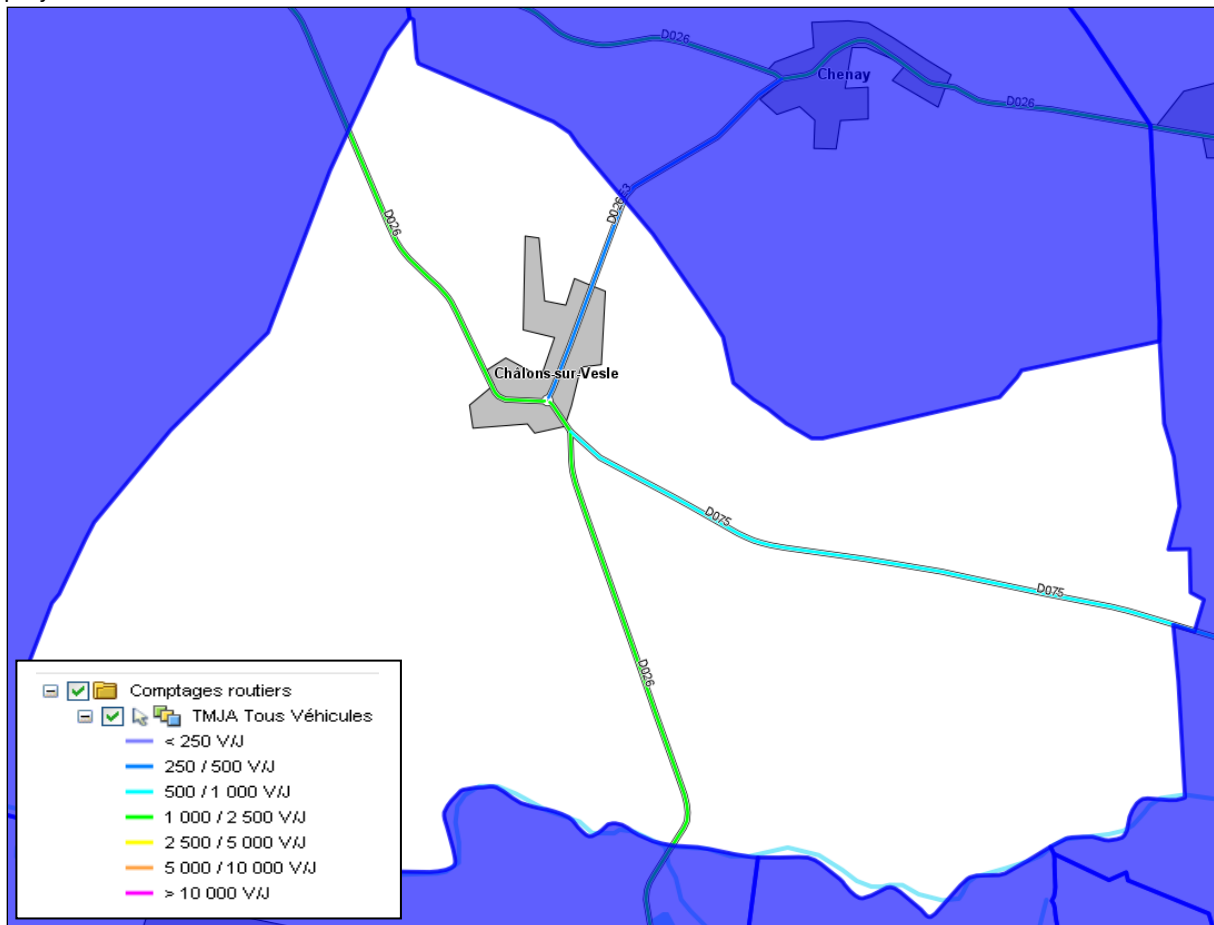 D026
Chenay
D026
D026E3
D026
Châlons-sur-Vesle
D075
D075
D026
Comptages routiers
TMJA Tous Véhicules
< 250 V/J
250 / 500 V/J
500 / 1 000 V/J
1 000 / 2 500 V/J
2 500 / 5 000 V/J
5 000 / 10 000 V/J
> 10 000 V/J